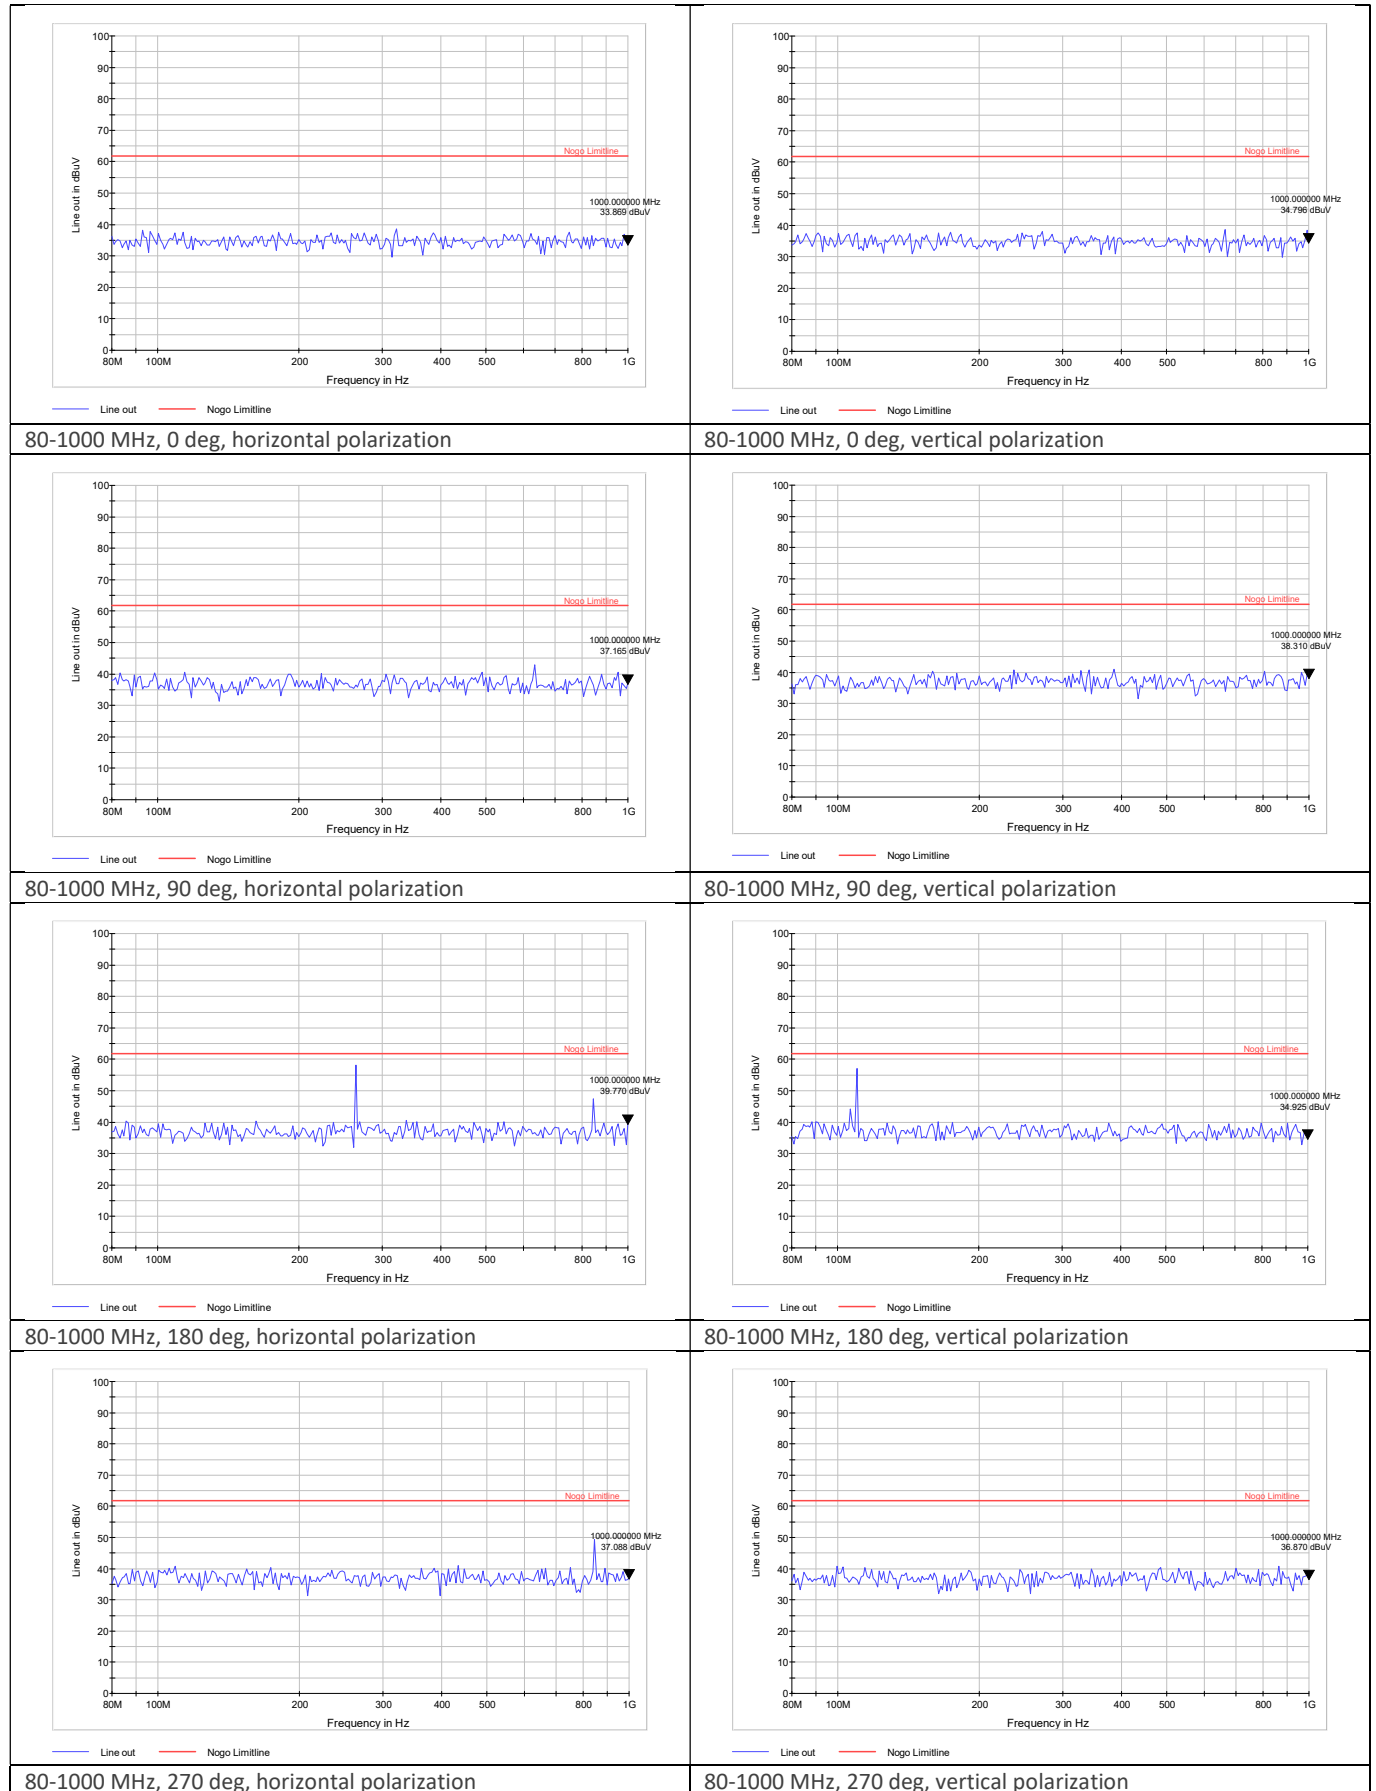 100
90
80
70
60
50
40
30
20
10
0
Line out in dBuV
Nogo Limitline
1000.000000 MHz
33.869 dBuV
80M 100M 200 300 400 500 800 1G
Frequency in Hz
Line out Nogo Limitline
80-1000 MHz, 0 deg, horizontal polarization
100
90
80
70
60
50
40
30
20
10
0
Line out in dBuV
Nogo Limitline
1000.000000 MHz
34.796 dBuV
80M 100M 200 300 400 500 800 1G
Frequency in Hz
Line out Nogo Limitline
80-1000 MHz, 0 deg, vertical polarization
100
90
80
70
60
50
40
30
20
10
0
Line out in dBuV
Nogo Limitline
1000.000000 MHz
37.165 dBuV
80M 100M 200 300 400 500 800 1G
Frequency in Hz
Line out Nogo Limitline
80-1000 MHz, 90 deg, horizontal polarization
100
90
80
70
60
50
40
30
20
10
0
Line out in dBuV
Nogo Limitline
1000.000000 MHz
38.310 dBuV
80M 100M 200 300 400 500 800 1G
Frequency in Hz
Line out Nogo Limitline
80-1000 MHz, 90 deg, vertical polarization
100
90
80
70
60
50
40
30
20
10
0
Line out in dBuV
Nogo Limitline
1000.000000 MHz
39.770 dBuV
80M 100M 200 300 400 500 800 1G
Frequency in Hz
Line out Nogo Limitline
80-1000 MHz, 180 deg, horizontal polarization
100
90
80
70
60
50
40
30
20
10
0
Line out in dBuV
Nogo Limitline
1000.000000 MHz
34.925 dBuV
80M 100M 200 300 400 500 800 1G
Frequency in Hz
Line out Nogo Limitline
80-1000 MHz, 180 deg, vertical polarization
100
90
80
70
60
50
40
30
20
10
0
Line out in dBuV
Nogo Limitline
1000.000000 MHz
37.088 dBuV
80M 100M 200 300 400 500 800 1G
Frequency in Hz
Line out Nogo Limitline
80-1000 MHz, 270 deg, horizontal polarization
100
90
80
70
60
50
40
30
20
10
0
Line out in dBuV
Nogo Limitline
1000.000000 MHz
36.870 dBuV
80M 100M 200 300 400 500 800 1G
Frequency in Hz
Line out Nogo Limitline
80-1000 MHz, 270 deg, vertical polarization